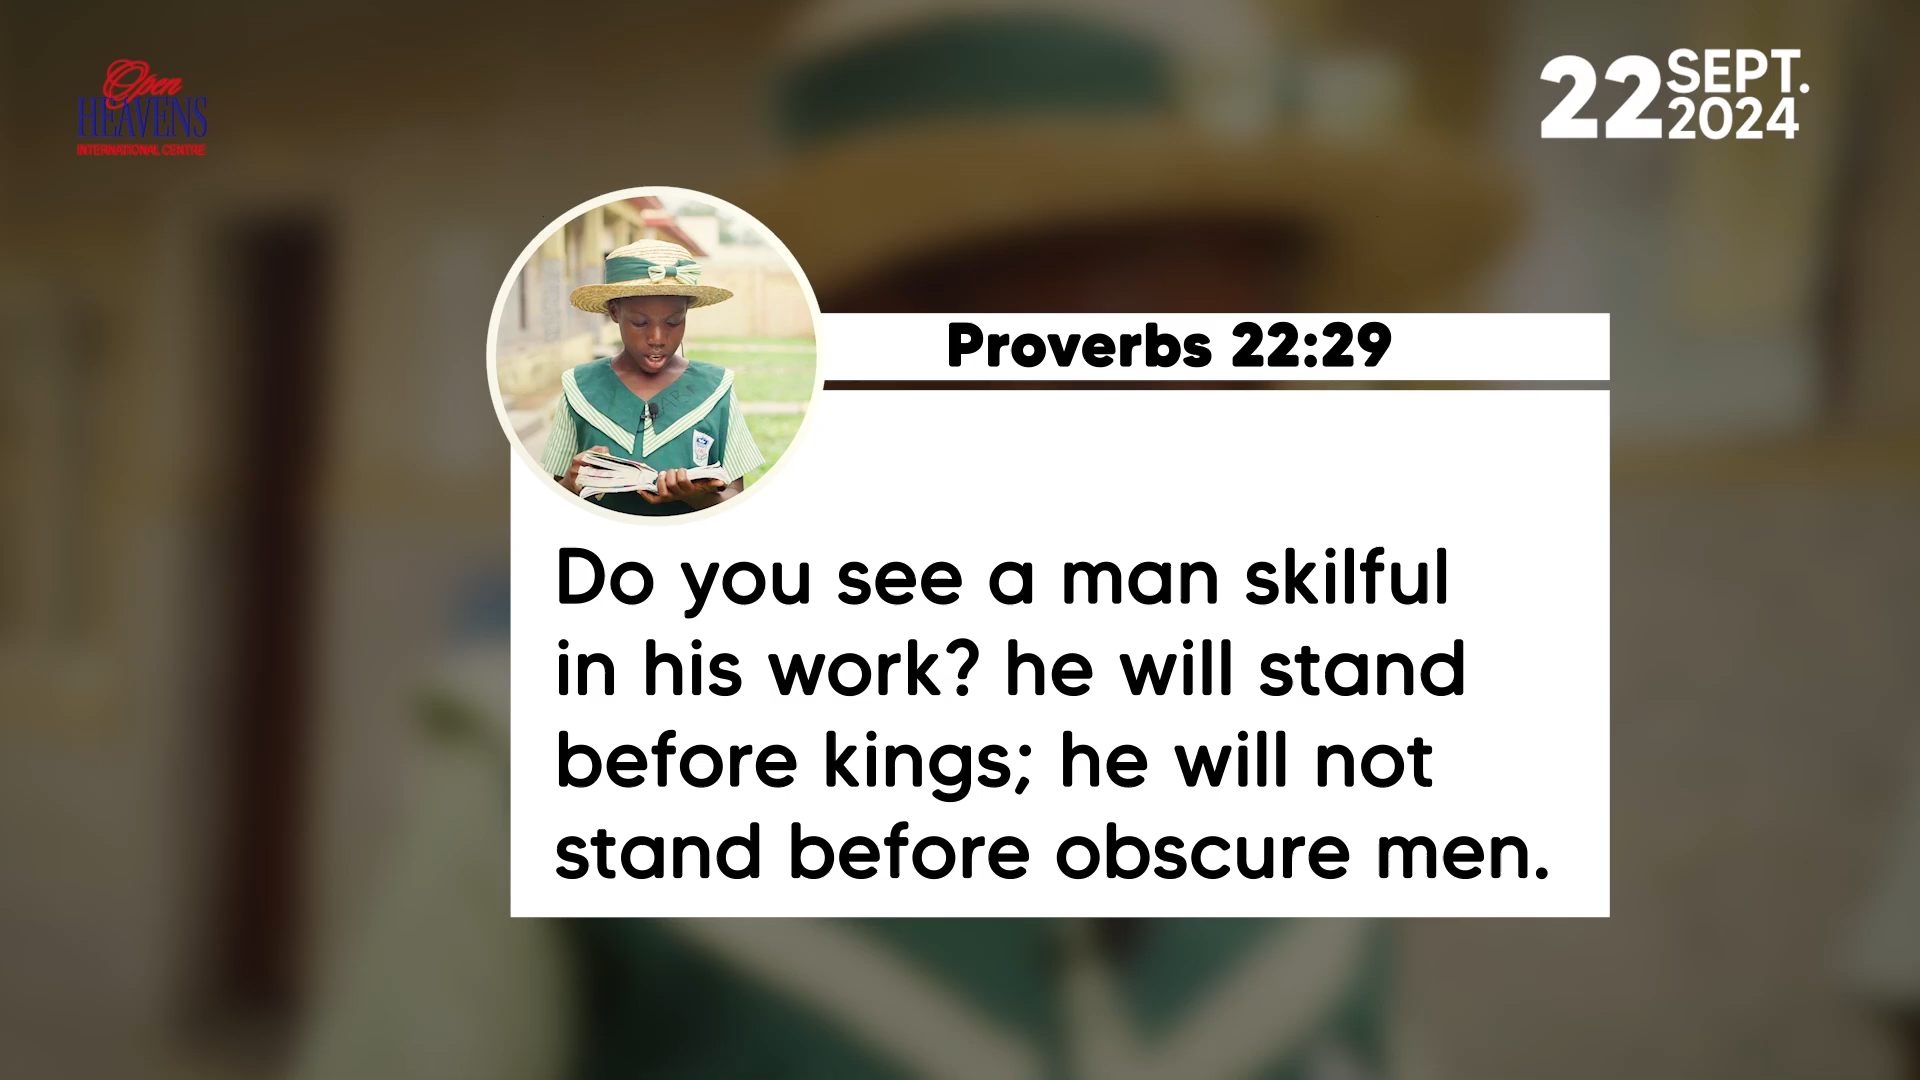 Open
HEAVENS
INTERNATIONAL CENTRE
22 SEPT.
2024
Proverbs 22:29
Do you see a man skilful
in his work? he will stand
before kings; he will not
stand before obscure men.